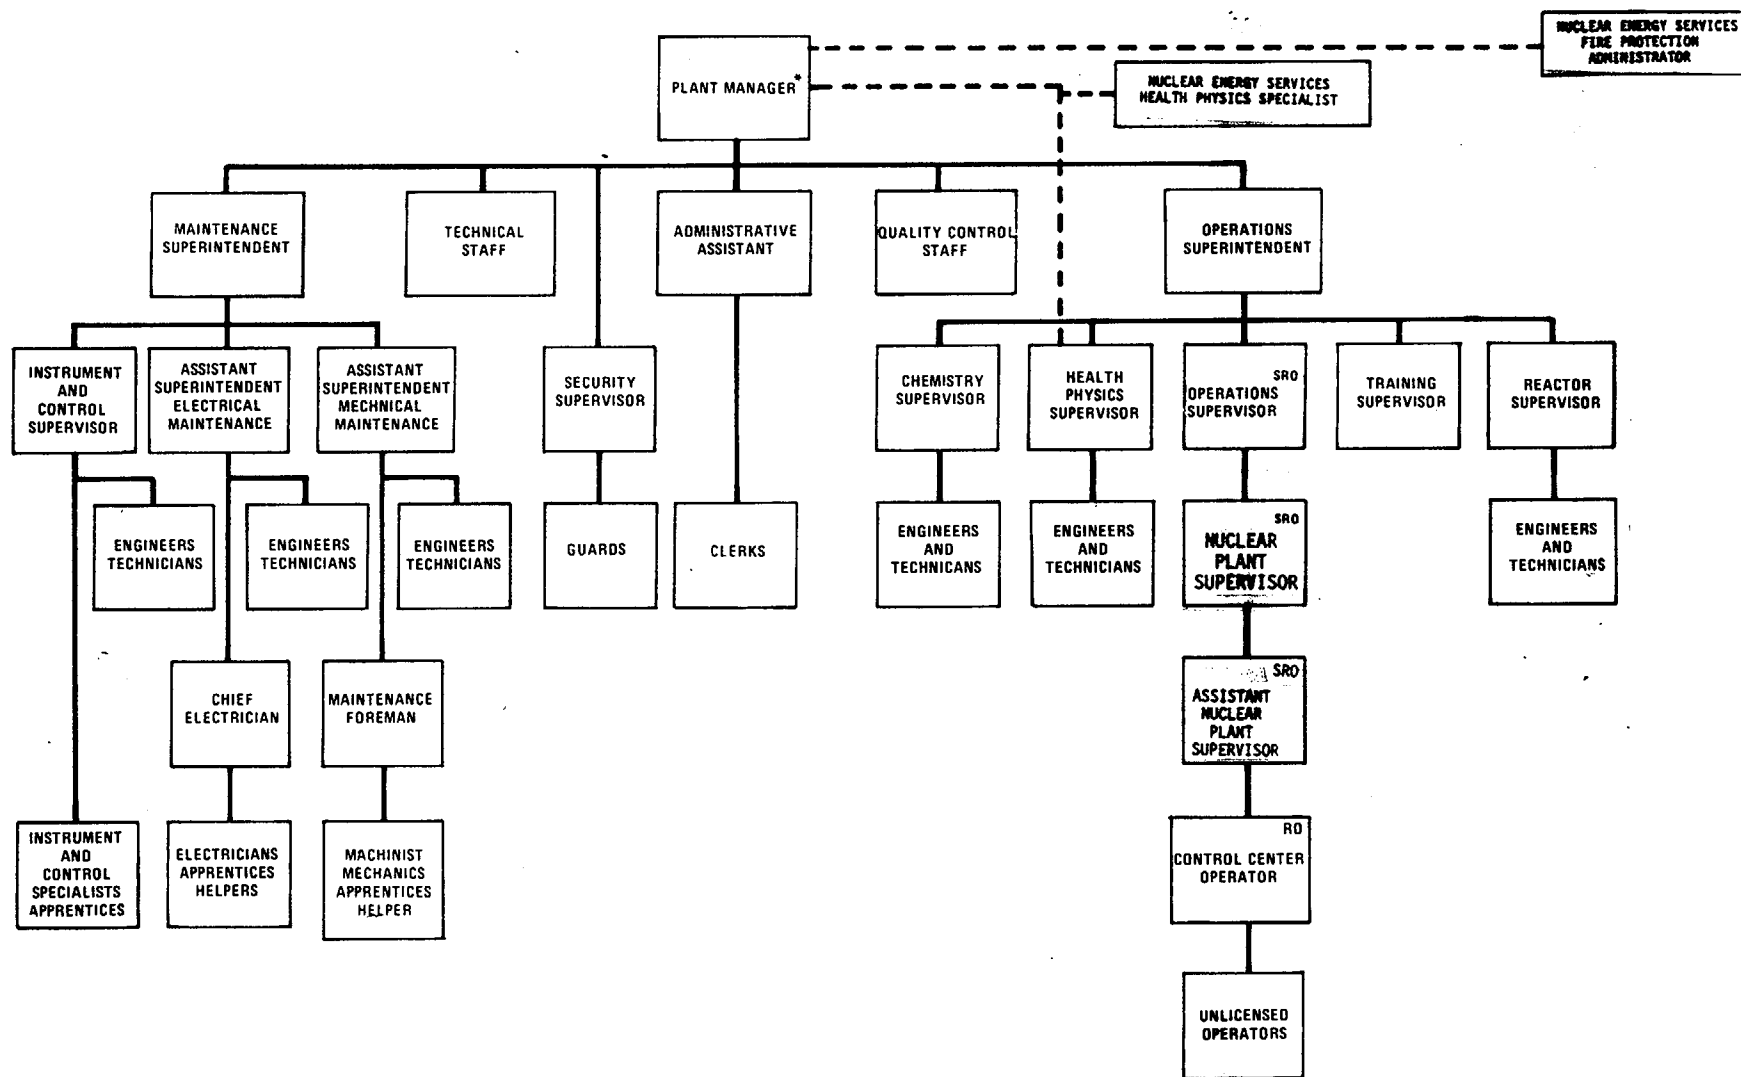 NUCLEAR ENERGY SERVICES
FIRE PROTECTION
ADMINISTRATOR
PLANT MANAGER*
NUCLEAR ENERGY SERVICES
HEALTH PHYSICS SPECIALIST
MAINTENANCE
SUPERINTENDENT
TECHNICAL
STAFF
ADMINISTRATIVE
ASSISTANT
QUALITY CONTROL
STAFF
OPERATIONS
SUPERINTENDENT
INSTRUMENT
AND
CONTROL
SUPERVISOR
ASSISTANT
SUPERINTENDENT
ELECTRICAL
MAINTENANCE
ASSISTANT
SUPERINTENDENT
MECHNICAL
MAINTENANCE
SECURITY
SUPERVISOR
CHEMISTRY
SUPERVISOR
HEALTH
PHYSICS
SUPERVISOR
SRO
OPERATIONS
SUPERVISOR
TRAINING
SUPERVISOR
REACTOR
SUPERVISOR
ENGINEERS
TECHNICIANS
ENGINEERS
TECHNICIANS
ENGINEERS
TECHNICIANS
GUARDS
CLERKS
ENGINEERS
AND
TECHNICANS
ENGINEERS
AND
TECHNICIANS
SRO
NUCLEAR
PLANT
SUPERVISOR
ENGINEERS
AND
TECHNICIANS
CHIEF
ELECTRICIAN
MAINTENANCE
FOREMAN
SRO
ASSISTANT
NUCLEAR
PLANT
SUPERVISOR
INSTRUMENT
AND
CONTROL
SPECIALISTS
APPRENTICES
ELECTRICIANS
APPRENTICES
HELPERS
MACHINIST
MECHANICS
APPRENTICES
HELPER
RO
CONTROL CENTER
OPERATOR
UNLICENSED
OPERATORS